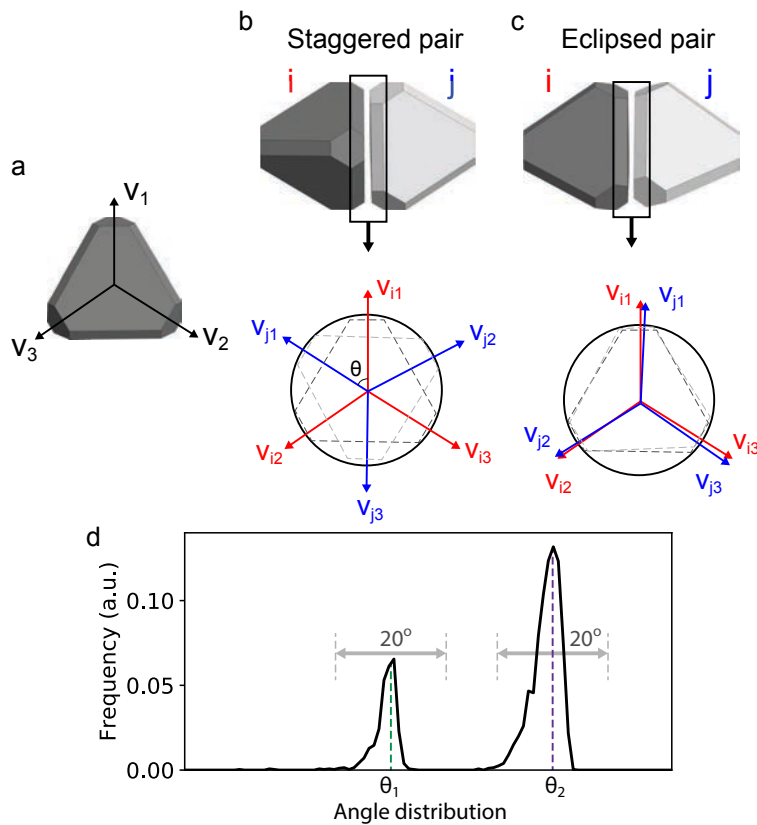 b
Staggered pair
c
Eclipsed pair
i
j
i
j
a
v1
v3
v2
vi1
vj1
vj2
θ
vi2
vi3
vj3
vi1
vj1
vj2
vi3
vi2
vj3
d
Frequency (a.u.)
0.10
0.05
0.00
20°
20°
θ1
θ2
Angle distribution